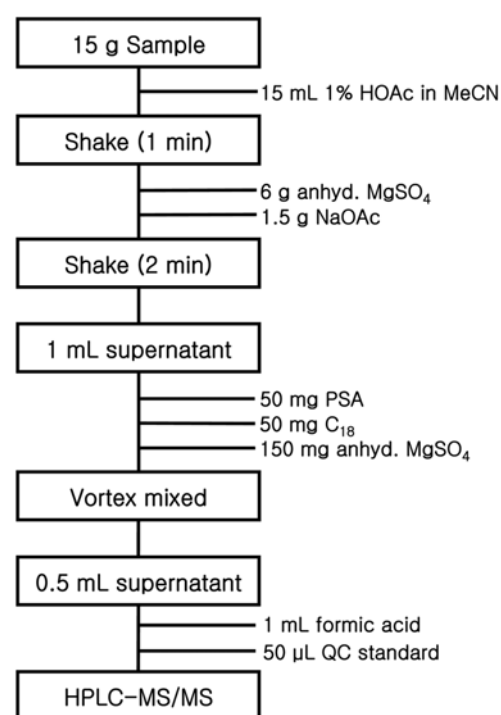 15 g Sample
15 mL 1% HOAc in MeCN
Shake (1 min)
6 g anhyd. MgSO₄
1.5 g NaOAc
Shake (2 min)
1 mL supernatant
50 mg PSA
50 mg C₁₈
150 mg anhyd. MgSO₄
Vortex mixed
0.5 mL supernatant
1 mL formic acid
50 µL QC standard
HPLC-MS/MS